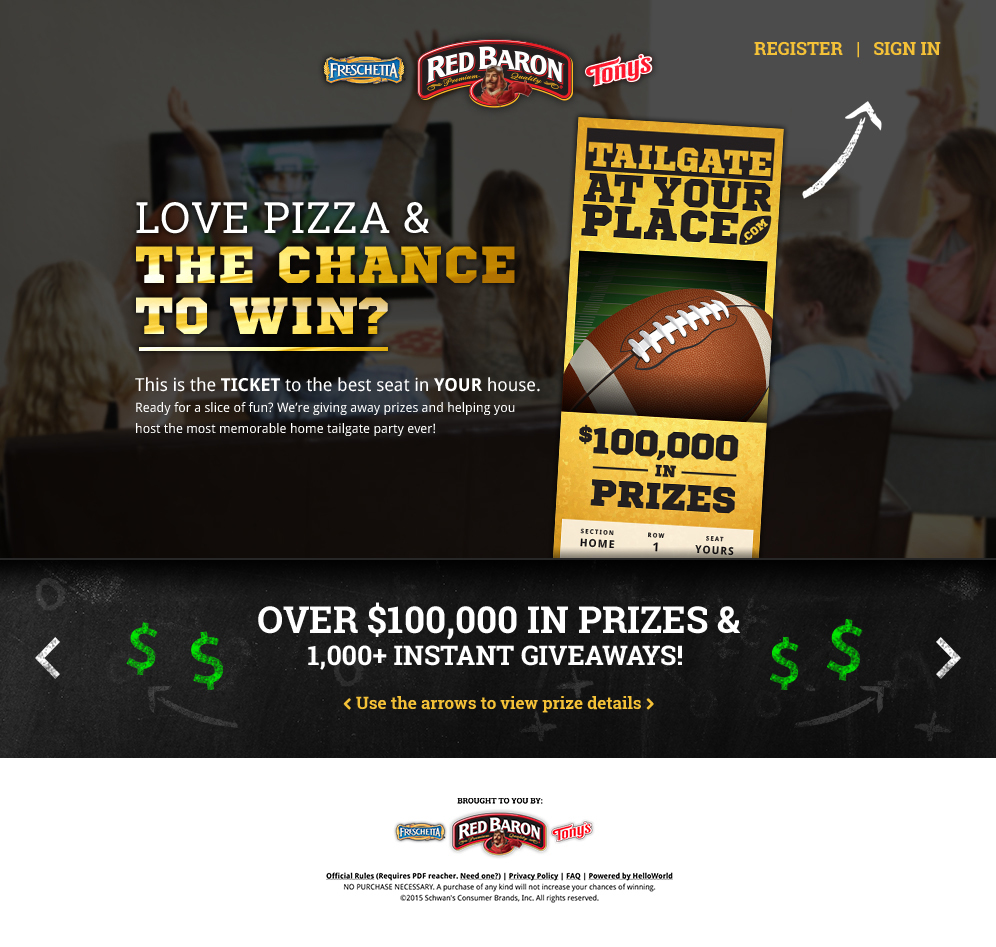 FRESCHETTA
RED BARON
Premium Quality
Tony's
REGISTER | SIGN IN
TAILGATE
AT YOUR
PLACE
.COM
LOVE PIZZA &
THE CHANCE
TO WIN?
This is the TICKET to the best seat in YOUR house.
Ready for a slice of fun? We're giving away prizes and helping you
host the most memorable home tailgate party ever!
$100,000
IN
PRIZES
SECTION ROW SEAT
HOME 1 YOURS
OVER $100,000 IN PRIZES &
1,000+ INSTANT GIVEAWAYS!
< Use the arrows to view prize details >
BROUGHT TO YOU BY:
FRESCHETTA
RED BARON
Premium Quality
Tony's
Official Rules (Requires PDF reacher. Need one?) | Privacy Policy | FAQ | Powered by HelloWorld
NO PURCHASE NECESSARY. A purchase of any kind will not increase your chances of winning.
©2015 Schwan's Consumer Brands, Inc. All rights reserved.